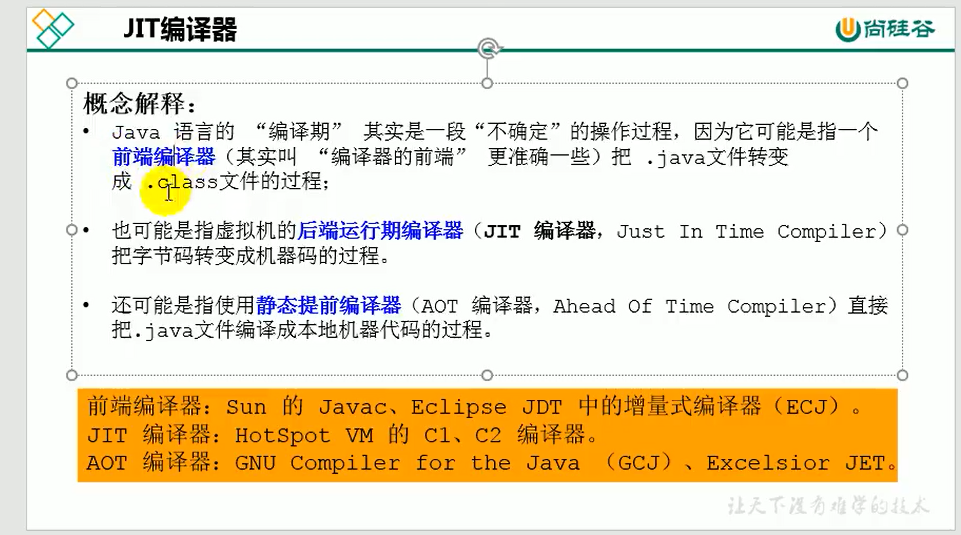 JIT编译器
尚硅谷
概念解释：
• Java 语言的 “编译期” 其实是一段“不确定”的操作过程，因为它可能是指一个
前端编译器（其实叫 “编译器的前端” 更准确一些）把 .java文件转变
成 .class文件的过程；
• 也可能是指虚拟机的后端运行期编译器（JIT 编译器，Just In Time Compiler）
把字节码转变成机器码的过程。
• 还可能是指使用静态提前编译器（AOT 编译器，Ahead Of Time Compiler）直接
把.java文件编译成本地机器代码的过程。
前端编译器：Sun 的 Javac、Eclipse JDT 中的增量式编译器（ECJ）。
JIT 编译器：HotSpot VM 的 C1、C2 编译器。
AOT 编译器：GNU Compiler for the Java （GCJ）、Excelsior JET。
让天下没有难学的技术